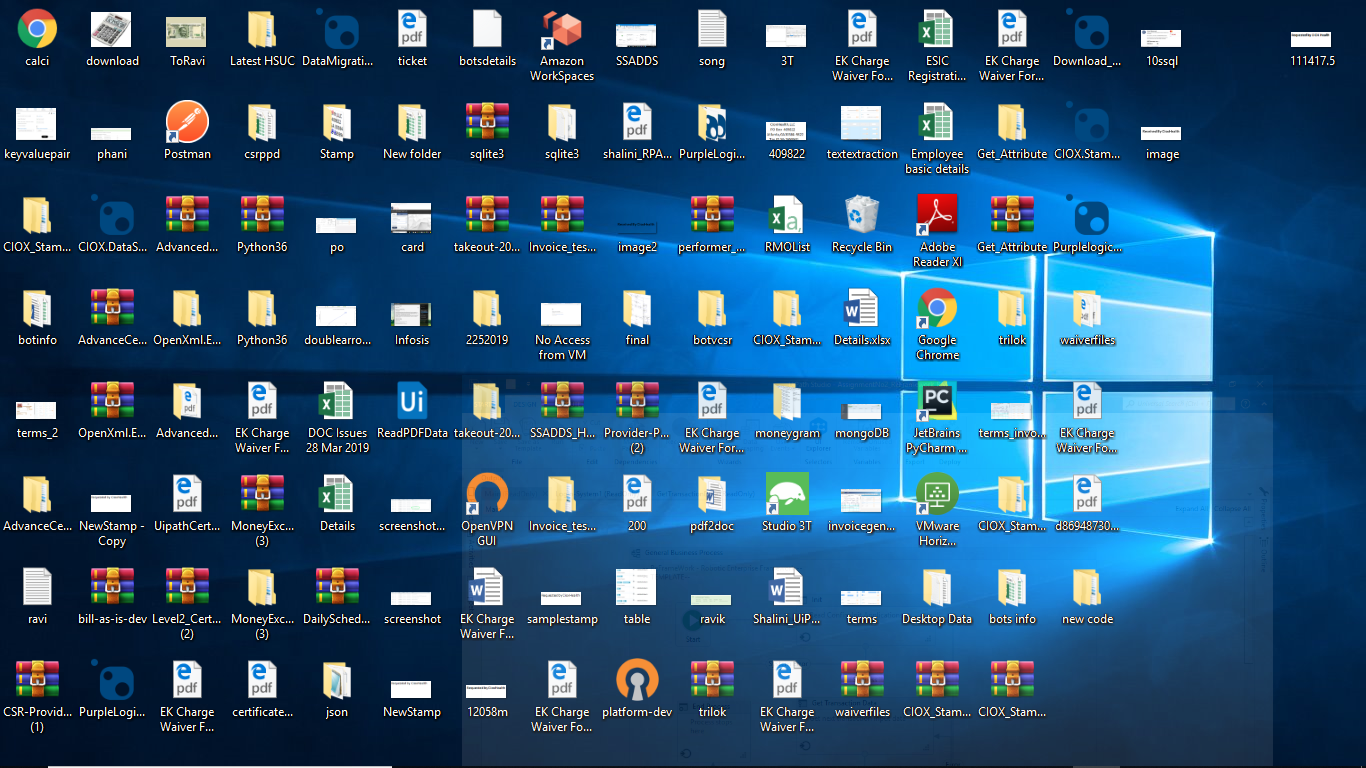 calci
download
ToRavi
Latest HSUC
DataMigrati...
ticket
botsdetails
Amazon
WorkSpaces
SSADDS
song
3T
EK Charge
Waiver Fo...
ESIC
Registrati...
EK Charge
Waiver For...
Download_...
10ssql
111417.5
keyvaluepair
phani
Postman
csrppd
Stamp
New folder
sqlite3
sqlite3
shalini_RPA...
PurpleLogi...
409822
textextraction
Employee
basic details
Get_Attribute
CIOX.Stam...
image
CIOX_Stam...
CIOX.DataS...
Advanced...
Python36
po
card
takeout-20...
Invoice_tes...
image2
performer_...
RMOList
Recycle Bin
Adobe
Reader XI
Get_Attribute
Purplelogic...
botinfo
AdvanceCe...
OpenXml.E...
Python36
doublearro...
Infosis
2252019
No Access
from VM
final
botvcsr
CIOX_Stam...
Details.xlsx
Google
Chrome
trilok
waiverfiles
terms_2
OpenXml.E...
Advanced...
EK Charge
Waiver F...
DOC Issues
28 Mar 2019
ReadPDFData
takeout-20...
SSADDS_H...
Provider-P...
(2)
EK Charge
Waiver For...
moneygram
mongoDB
JetBrains
PyCharm ...
terms_invo...
EK Charge
Waiver Fo...
AdvanceCe...
NewStamp -
Copy
UipathCert...
MoneyExc...
(3)
Details
screenshot...
OpenVPN
GUI
Invoice_tes...
200
pdf2doc
Studio 3T
invoicegen...
VMware
Horiz...
CIOX_Stam...
d86948730...
ravi
bill-as-is-dev
Level2_Cert...
(2)
MoneyExc...
(3)
DailySched...
screenshot
EK Charge
Waiver F...
samplestamp
table
ravik
Shalini_UiP...
terms
Desktop Data
bots info
new code
CSR-Provid...
(1)
PurpleLogi...
EK Charge
Waiver F...
certificate...
json
NewStamp
12058m
EK Charge
Waiver Fo...
platform-dev
trilok
EK Charge
Waiver F...
waiverfiles
CIOX_Stam...
CIOX_Stam...